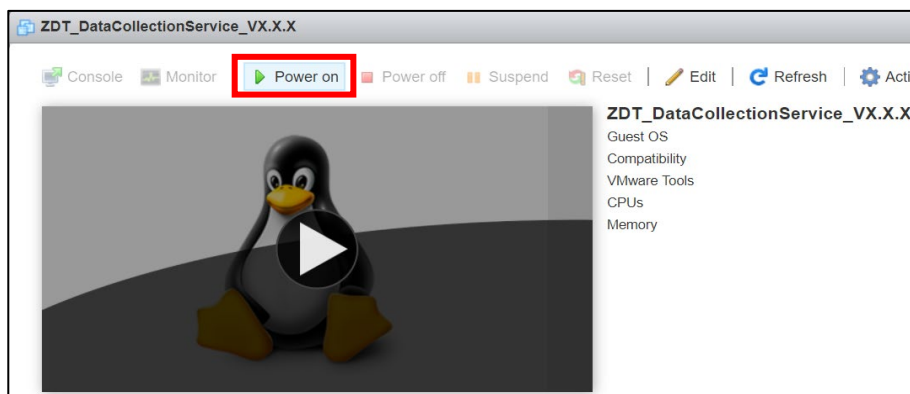 ZDT_DataCollectionService_VX.X.X
Console Monitor Power on Power off Suspend Reset Edit Refresh Acti
ZDT_DataCollectionService_VX.X.X
Guest OS
Compatibility
VMware Tools
CPUs
Memory